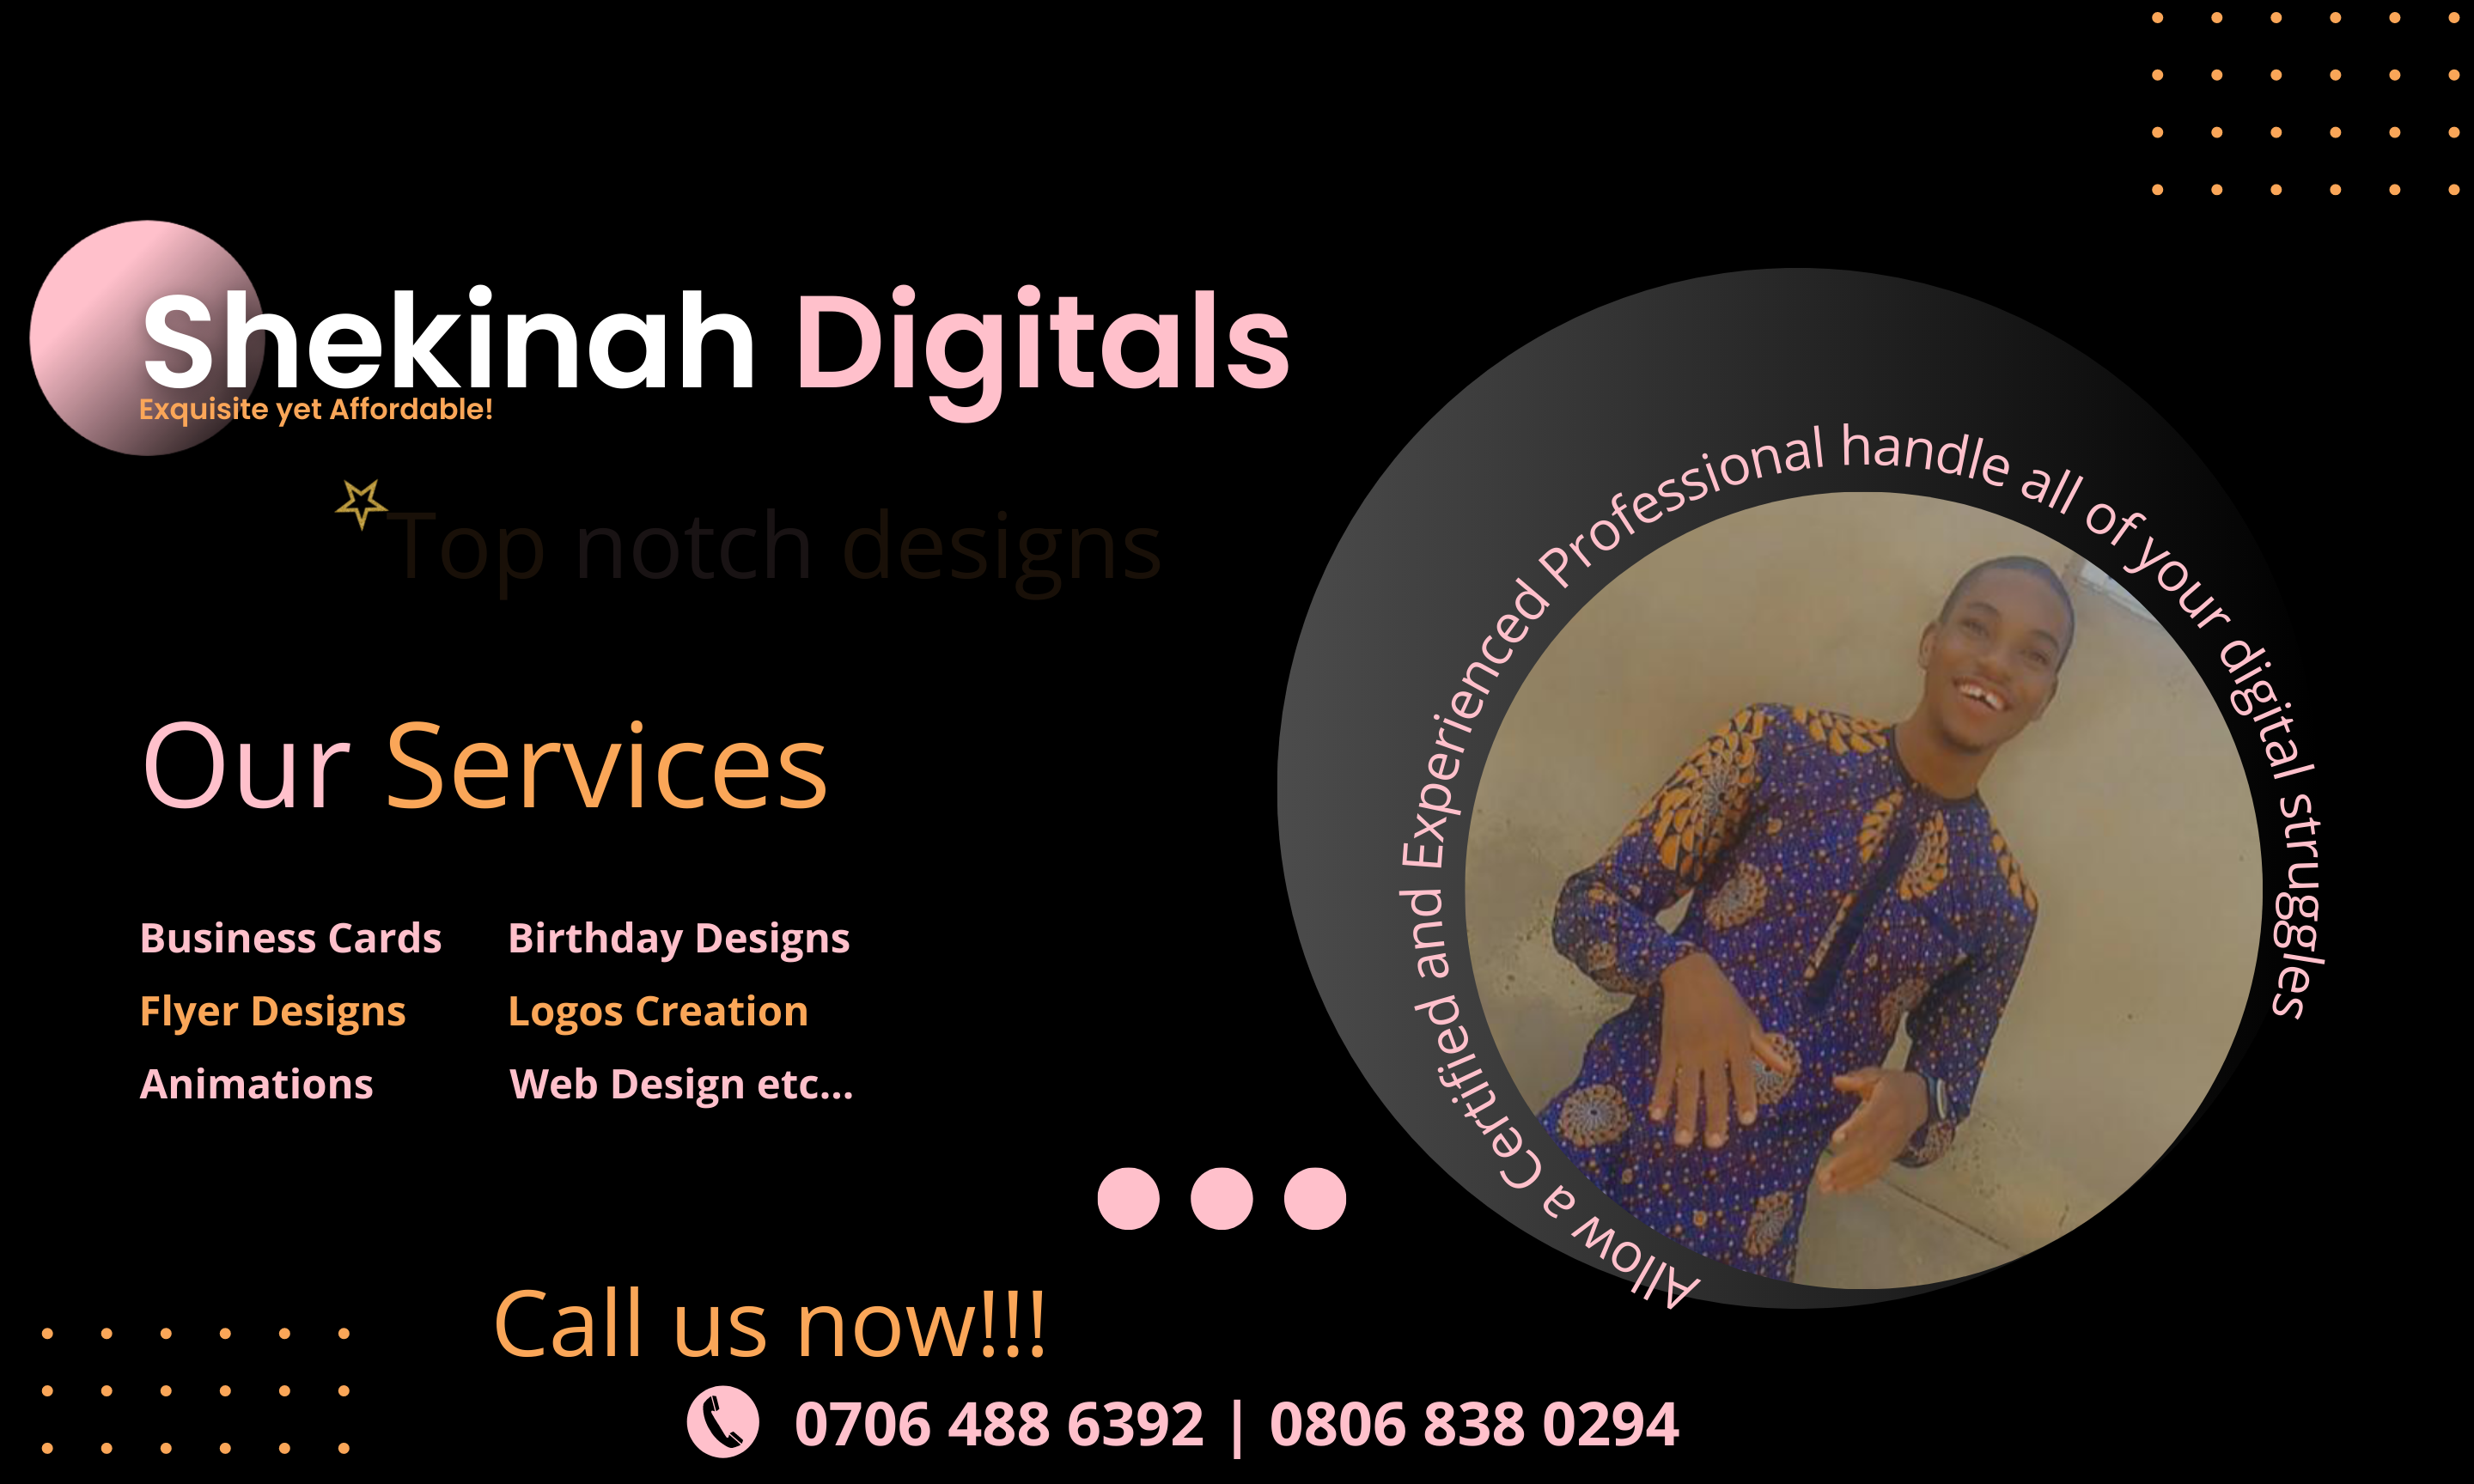 Shekinah Digitals
Exquisite yet Affordable!
Top notch designs
Allow a Certified and Experienced Professional handle all of your digital struggles
Our Services
Business Cards
Birthday Designs
Flyer Designs
Logos Creation
Animations
Web Design etc...
Call us now!!!
0706 488 6392 | 0806 838 0294